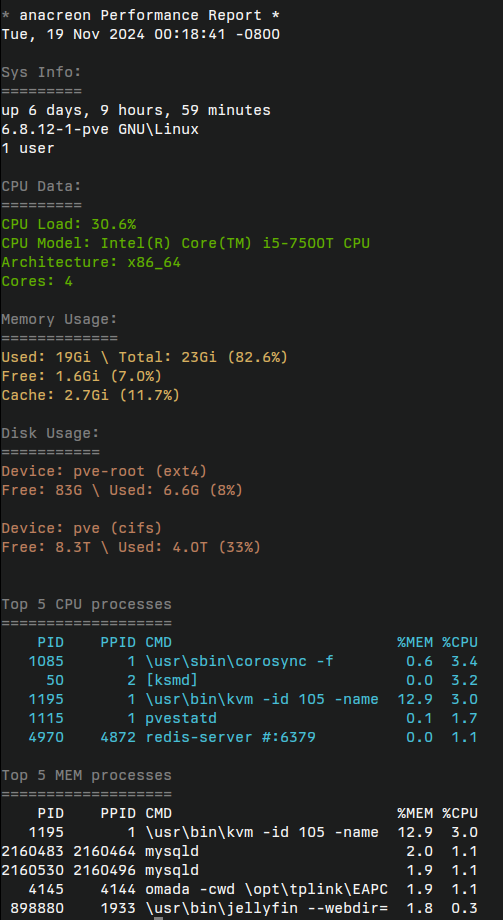 * anacreon Performance Report *
Tue, 19 Nov 2024 00:18:41 -0800
Sys Info:
=========
up 6 days, 9 hours, 59 minutes
6.8.12-1-pve GNU\Linux
1 user
CPU Data:
=========
CPU Load: 30.6%
CPU Model: Intel(R) Core(TM) i5-7500T CPU
Architecture: x86_64
Cores: 4
Memory Usage:
=============
Used: 19Gi \ Total: 23Gi (82.6%)
Free: 1.6Gi (7.0%)
Cache: 2.7Gi (11.7%)
Disk Usage:
===========
Device: pve-root (ext4)
Free: 83G \ Used: 6.6G (8%)
Device: pve (cifs)
Free: 8.3T \ Used: 4.0T (33%)
Top 5 CPU processes
===================
PID PPID CMD %MEM %CPU
1085 1 \usr\sbin\corosync -f 0.6 3.4
50 2 [ksmd] 0.0 3.2
1195 1 \usr\bin\kvm -id 105 -name 12.9 3.0
1115 1 pvestatd 0.1 1.7
4970 4872 redis-server #:6379 0.0 1.1
Top 5 MEM processes
===================
PID PPID CMD %MEM %CPU
1195 1 \usr\bin\kvm -id 105 -name 12.9 3.0
2160483 2160464 mysqld 2.0 1.1
2160530 2160496 mysqld 1.9 1.1
4145 4144 omada -cwd \opt\tplink\EAPC 1.9 1.1
898880 1933 \usr\bin\jellyfin --webdir= 1.8 0.3